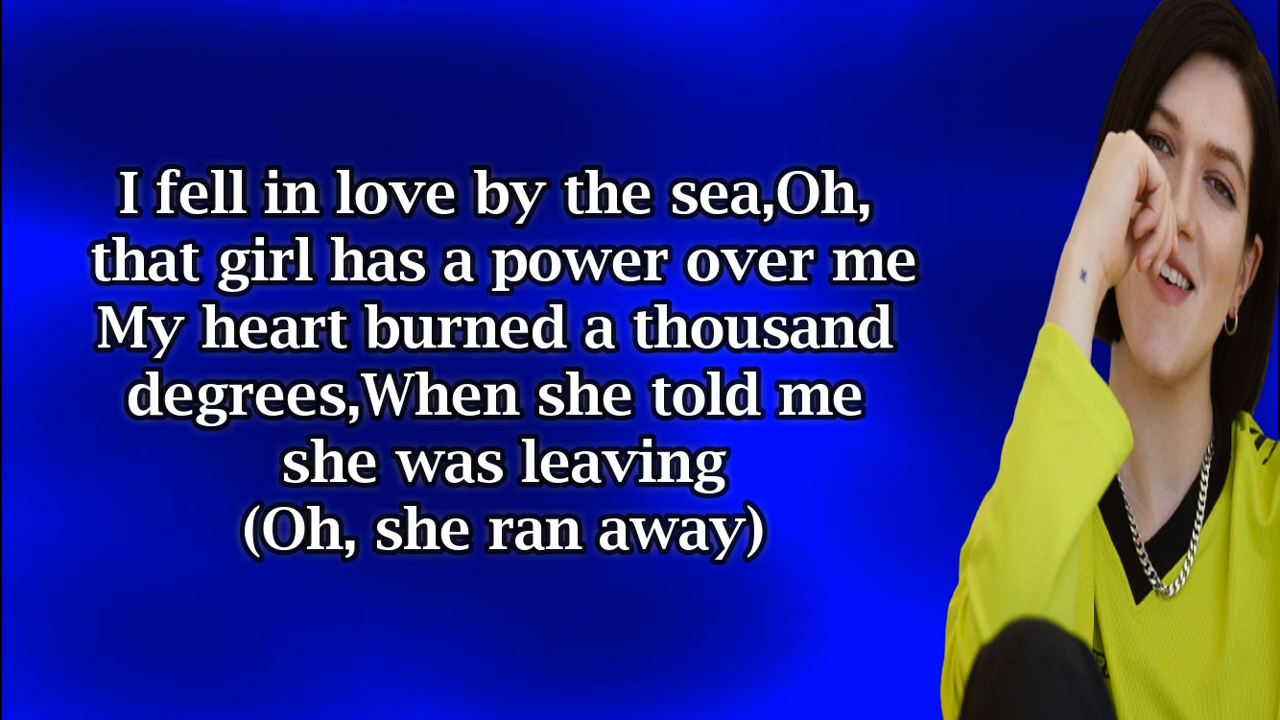 I fell in love by the sea,Oh,
that girl has a power over me
My heart burned a thousand
degrees,When she told me
she was leaving
(Oh, she ran away)